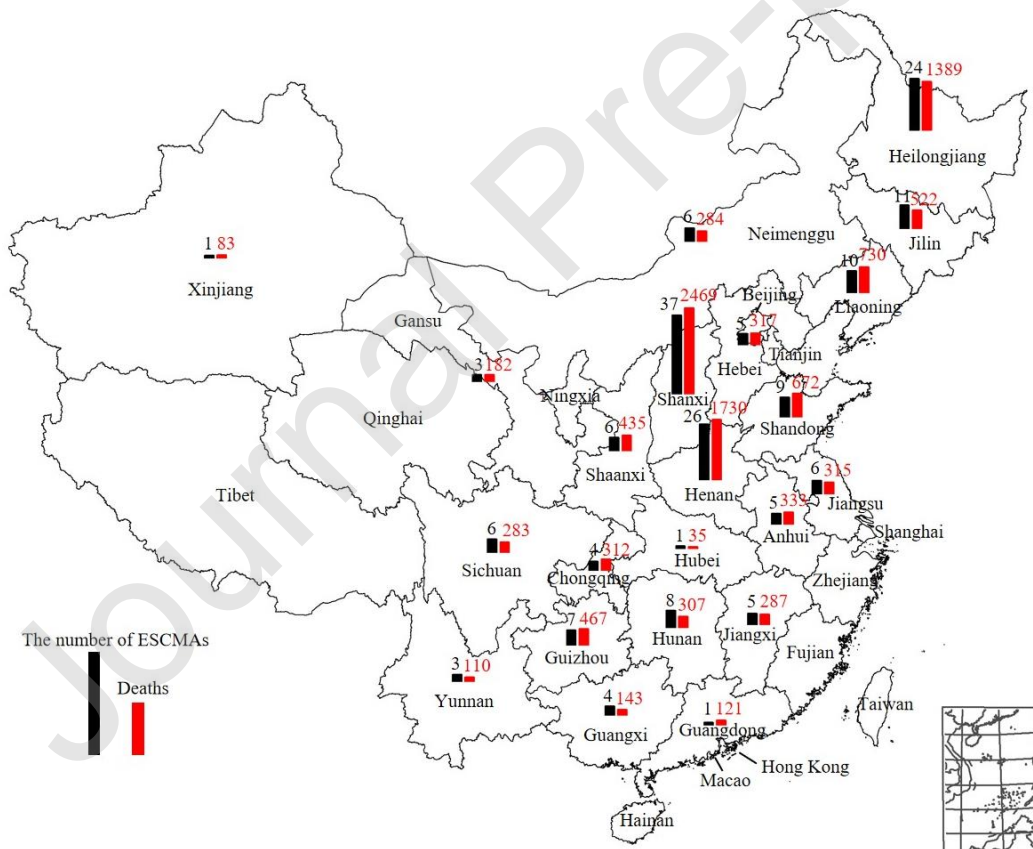 Journal Pre-p
24 1389
Heilongjiang
11 522
Jilin
6 284
Neimenggu
10 730
Liaoning
1 83
Xinjiang
Gansu
3 182
Qinghai
Ningxia
37 2469
Shanxi
Beijing
317
Hebei
Tianjin
9 672
Shandong
6 435
Shaanxi
26 1730
Henan
6 315
Jiangsu
5 333
Anhui
Shanghai
Tibet
6 283
Sichuan
4 312
Chongqing
1 35
Hubei
Zhejiang
8 307
Hunan
5 287
Jiangxi
7 467
Guizhou
Fujian
3 110
Yunnan
4 143
Guangxi
1 121
Guangdong
Taiwan
Hong Kong
Macao
Hainan
The number of ESCMAs
Deaths